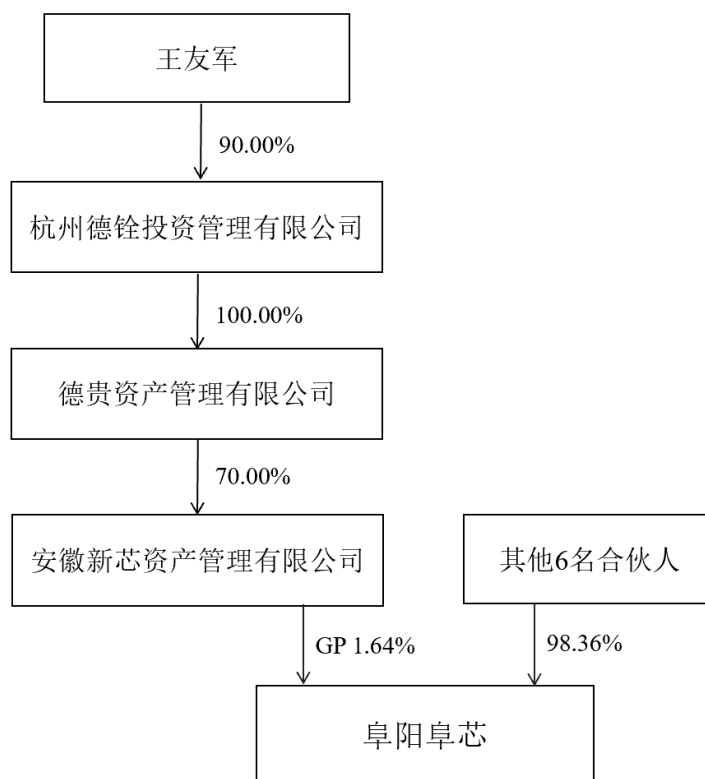 王友军
90.00%
杭州德铨投资管理有限公司
100.00%
德贵资产管理有限公司
70.00%
安徽新芯资产管理有限公司
其他6名合伙人
GP 1.64%
98.36%
阜阳阜芯